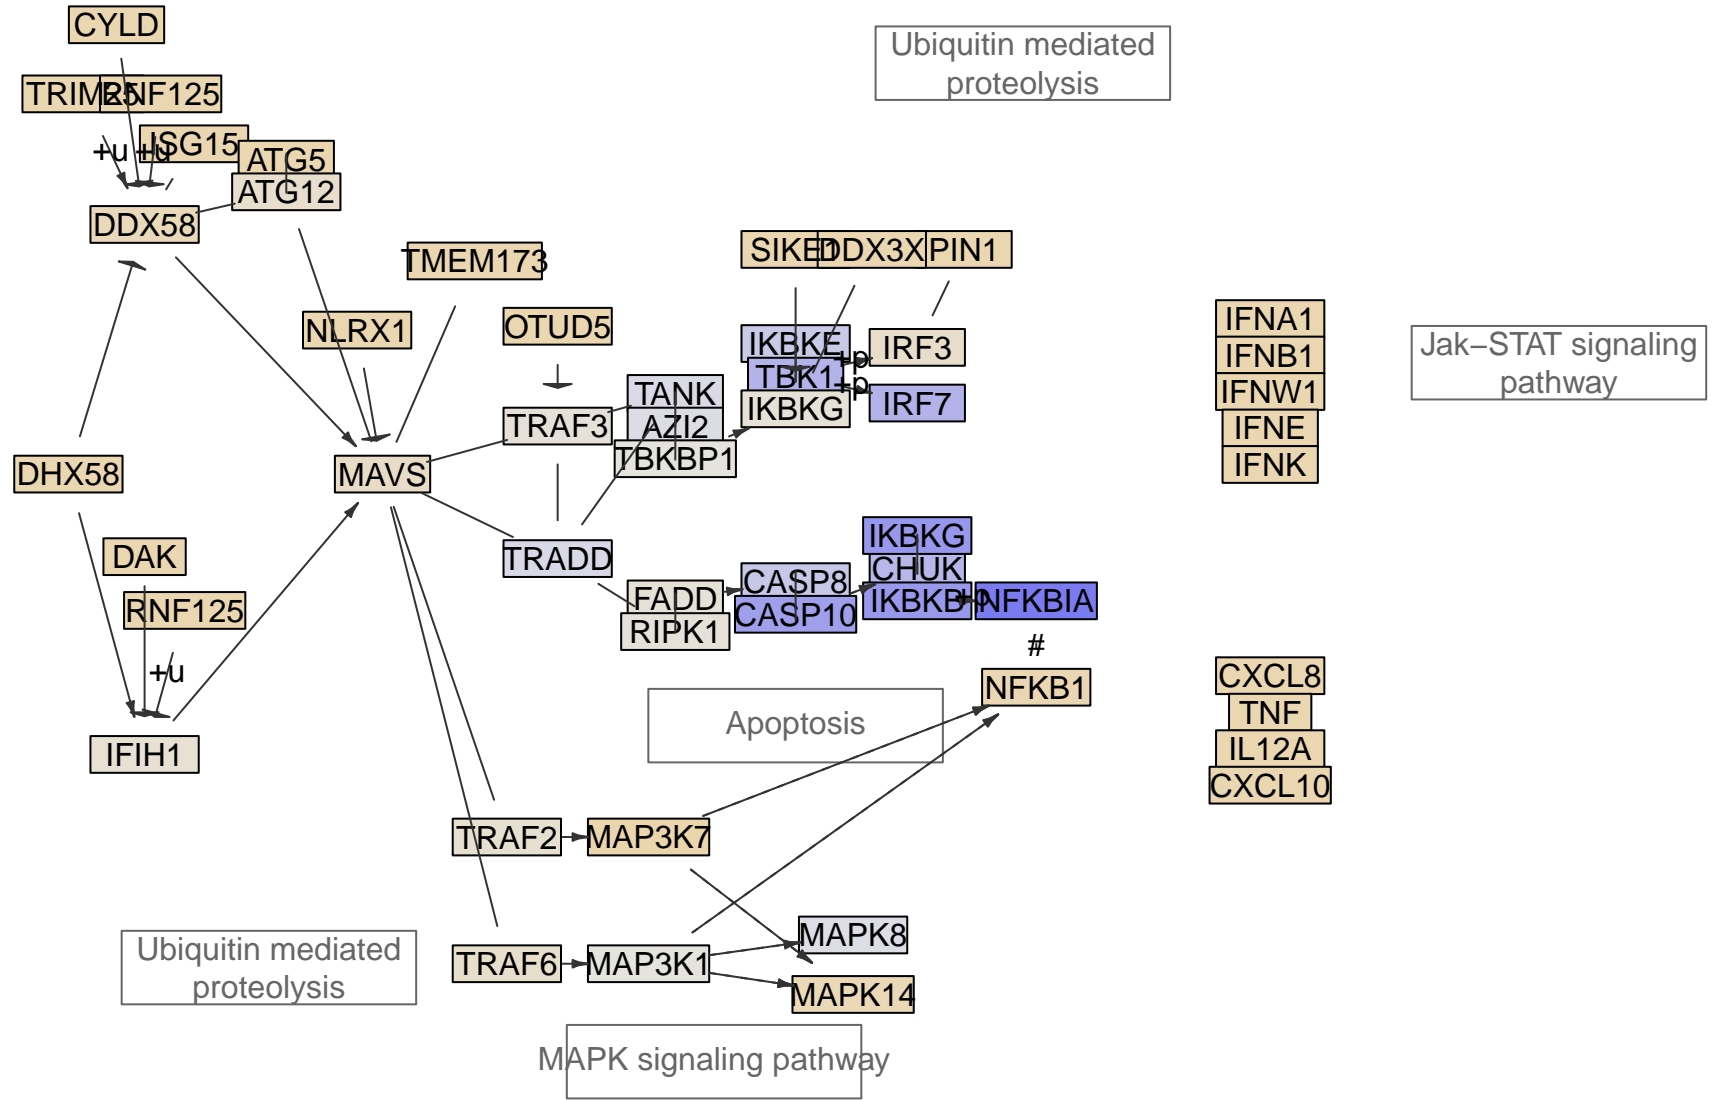 CYLD
Ubiquitin mediated
proteolysis
TRIM25
RNF125
ISG15
+u
+u
ATG5
ATG12
DDX58
TMEM173
SIKE1
DDX3X
PIN1
NLRX1
OTUD5
IKBKE
IRF3
+p
TBK1
+p
IKBKG
IRF7
IFNA1
IFNB1
IFNW1
IFNE
IFNK
Jak−STAT signaling
pathway
TANK
TRAF3
AZI2
TBKBP1
DHX58
MAVS
DAK
TRADD
RNF125
+u
IFIH1
FADD
RIPK1
CASP8
CASP10
IKBKG
CHUK
IKBKB
+p
NFKBIA
#
NFKB1
CXCL8
TNF
IL12A
CXCL10
Apoptosis
TRAF2
MAP3K7
MAPK8
TRAF6
MAP3K1
MAPK14
Ubiquitin mediated
proteolysis
MAPK signaling pathway